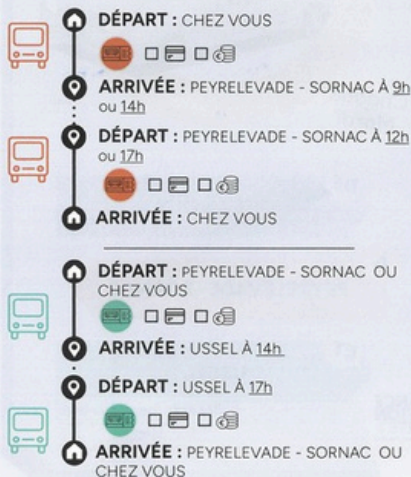 DÉPART : CHEZ VOUS
ARRIVÉE : PEYRELEVADE - SORNAC À 9h
ou 14h
DÉPART : PEYRELEVADE - SORNAC À 12h
ou 17h
ARRIVÉE : CHEZ VOUS
DÉPART : PEYRELEVADE - SORNAC OU
CHEZ VOUS
ARRIVÉE : USSEL À 14h
DÉPART : USSEL À 17h
ARRIVÉE : PEYRELEVADE - SORNAC OU
CHEZ VOUS